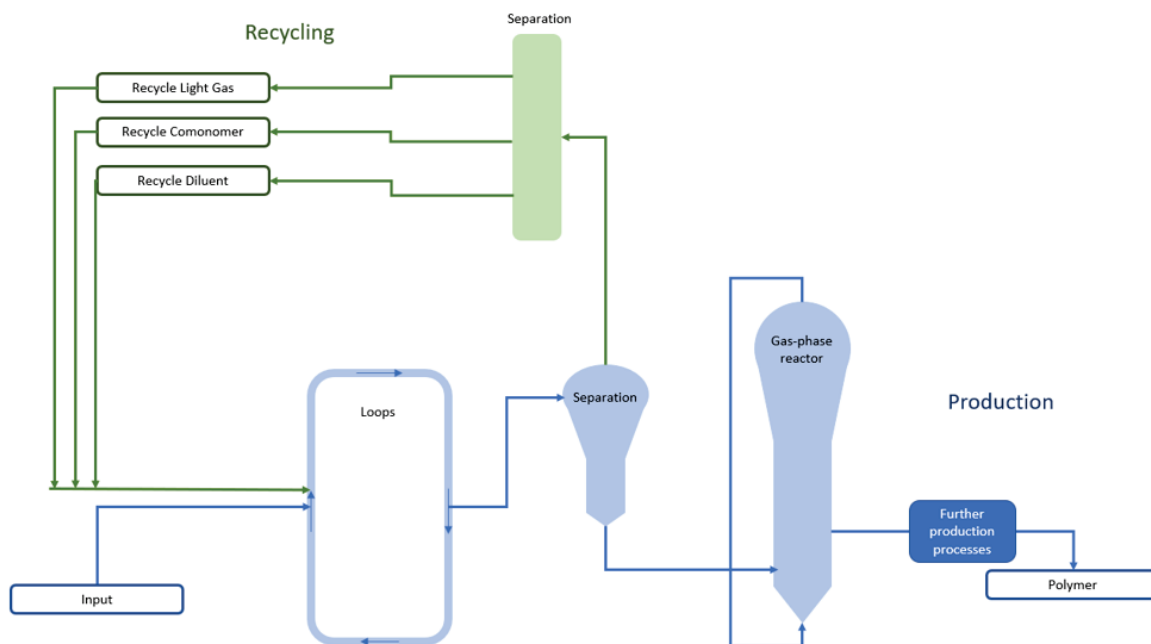 Separation
Recycling
Recycle Light Gas
Recycle Comonomer
Recycle Diluent
Gas-phase
reactor
Separation
Loops
Production
Further
production
processes
Input
Polymer